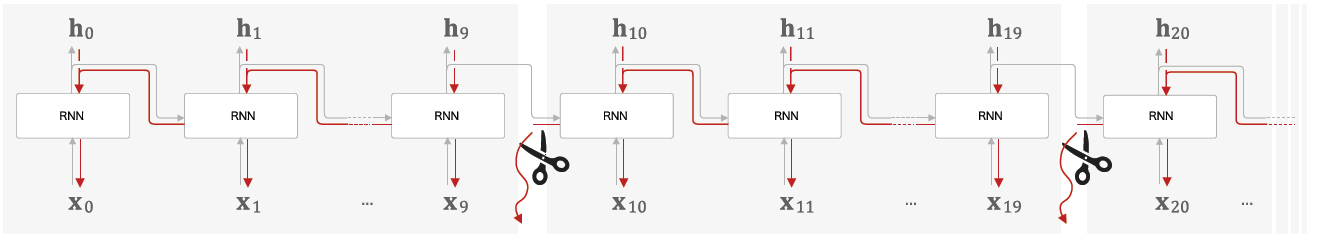 h0 h1 h9 h10 h11 h19 h20
RNN RNN RNN RNN RNN RNN RNN
x0 x1 ... x9 x10 x11 ... x19 x20 ...